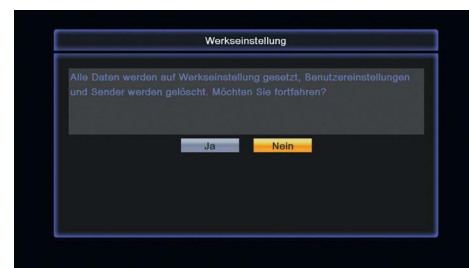 Werkseinstellung
Alle Daten werden auf Werkseinstellung gesetzt, Benutzereinstellungen
und Sender werden gelöscht. Möchten Sie fortfahren?
Ja Nein